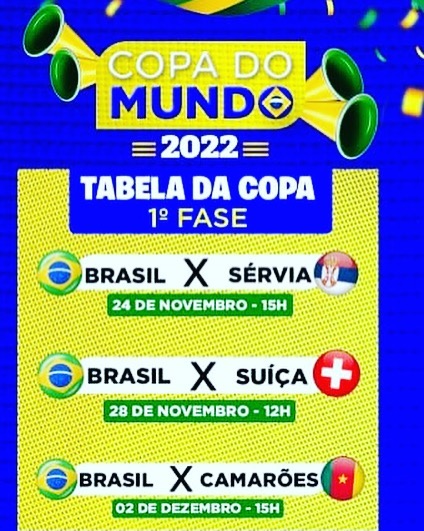 COPA DO
MUNDO
2022
TABELA DA COPA
1º FASE
BRASIL X SÉRVIA
24 DE NOVEMBRO - 15H
BRASIL X SUÍÇA
28 DE NOVEMBRO - 12H
BRASIL X CAMARÕES
02 DE DEZEMBRO - 15H